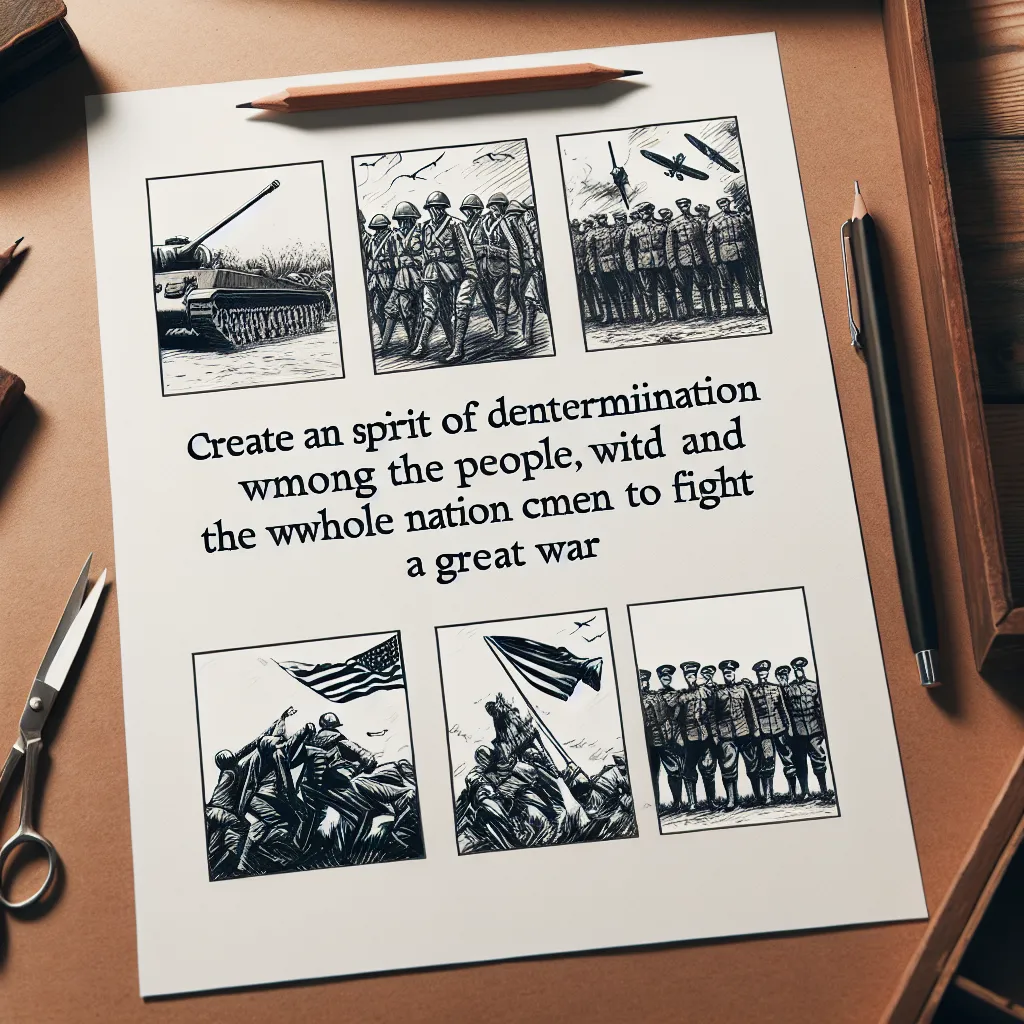 Create an spirit of dentermiination
wmong the people, witd and
the wwhole nation cmen to fight
a great war